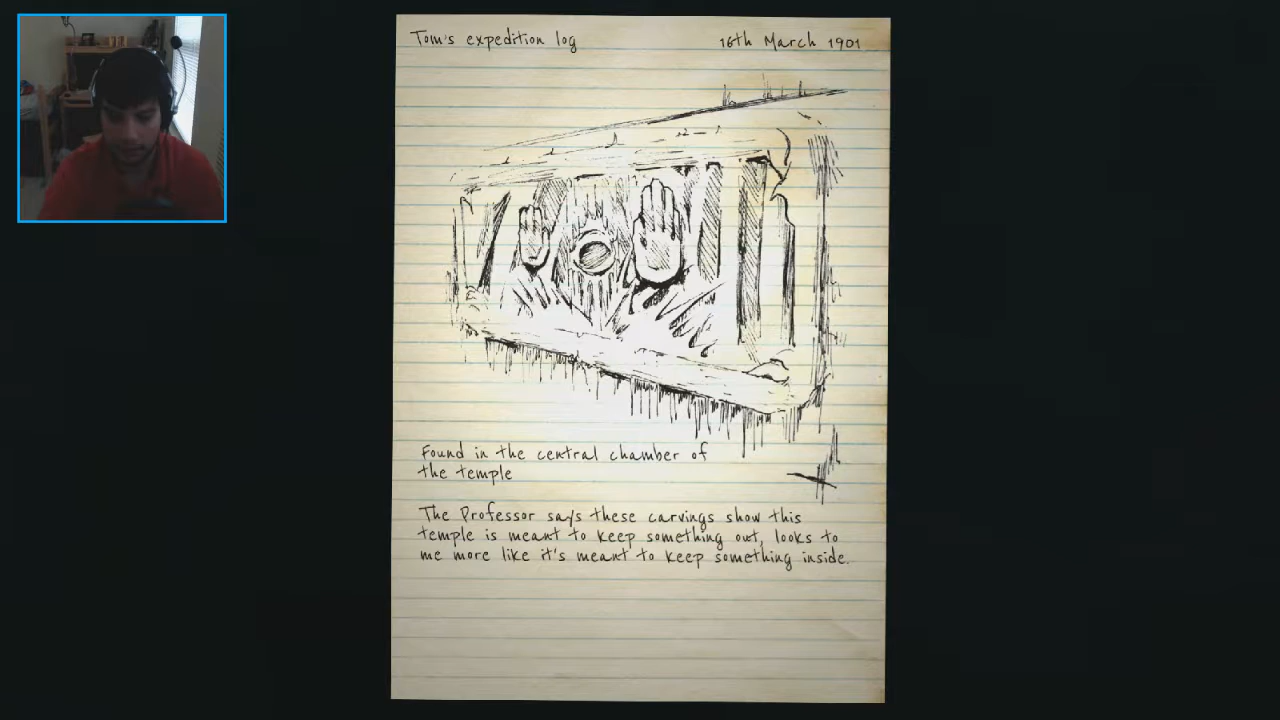 Tom's expedition log
16th March 1901
Found in the central chamber of
the temple
The Professor says these carvings show this
temple is meant to keep something out, looks to
me more like it's meant to keep something inside.